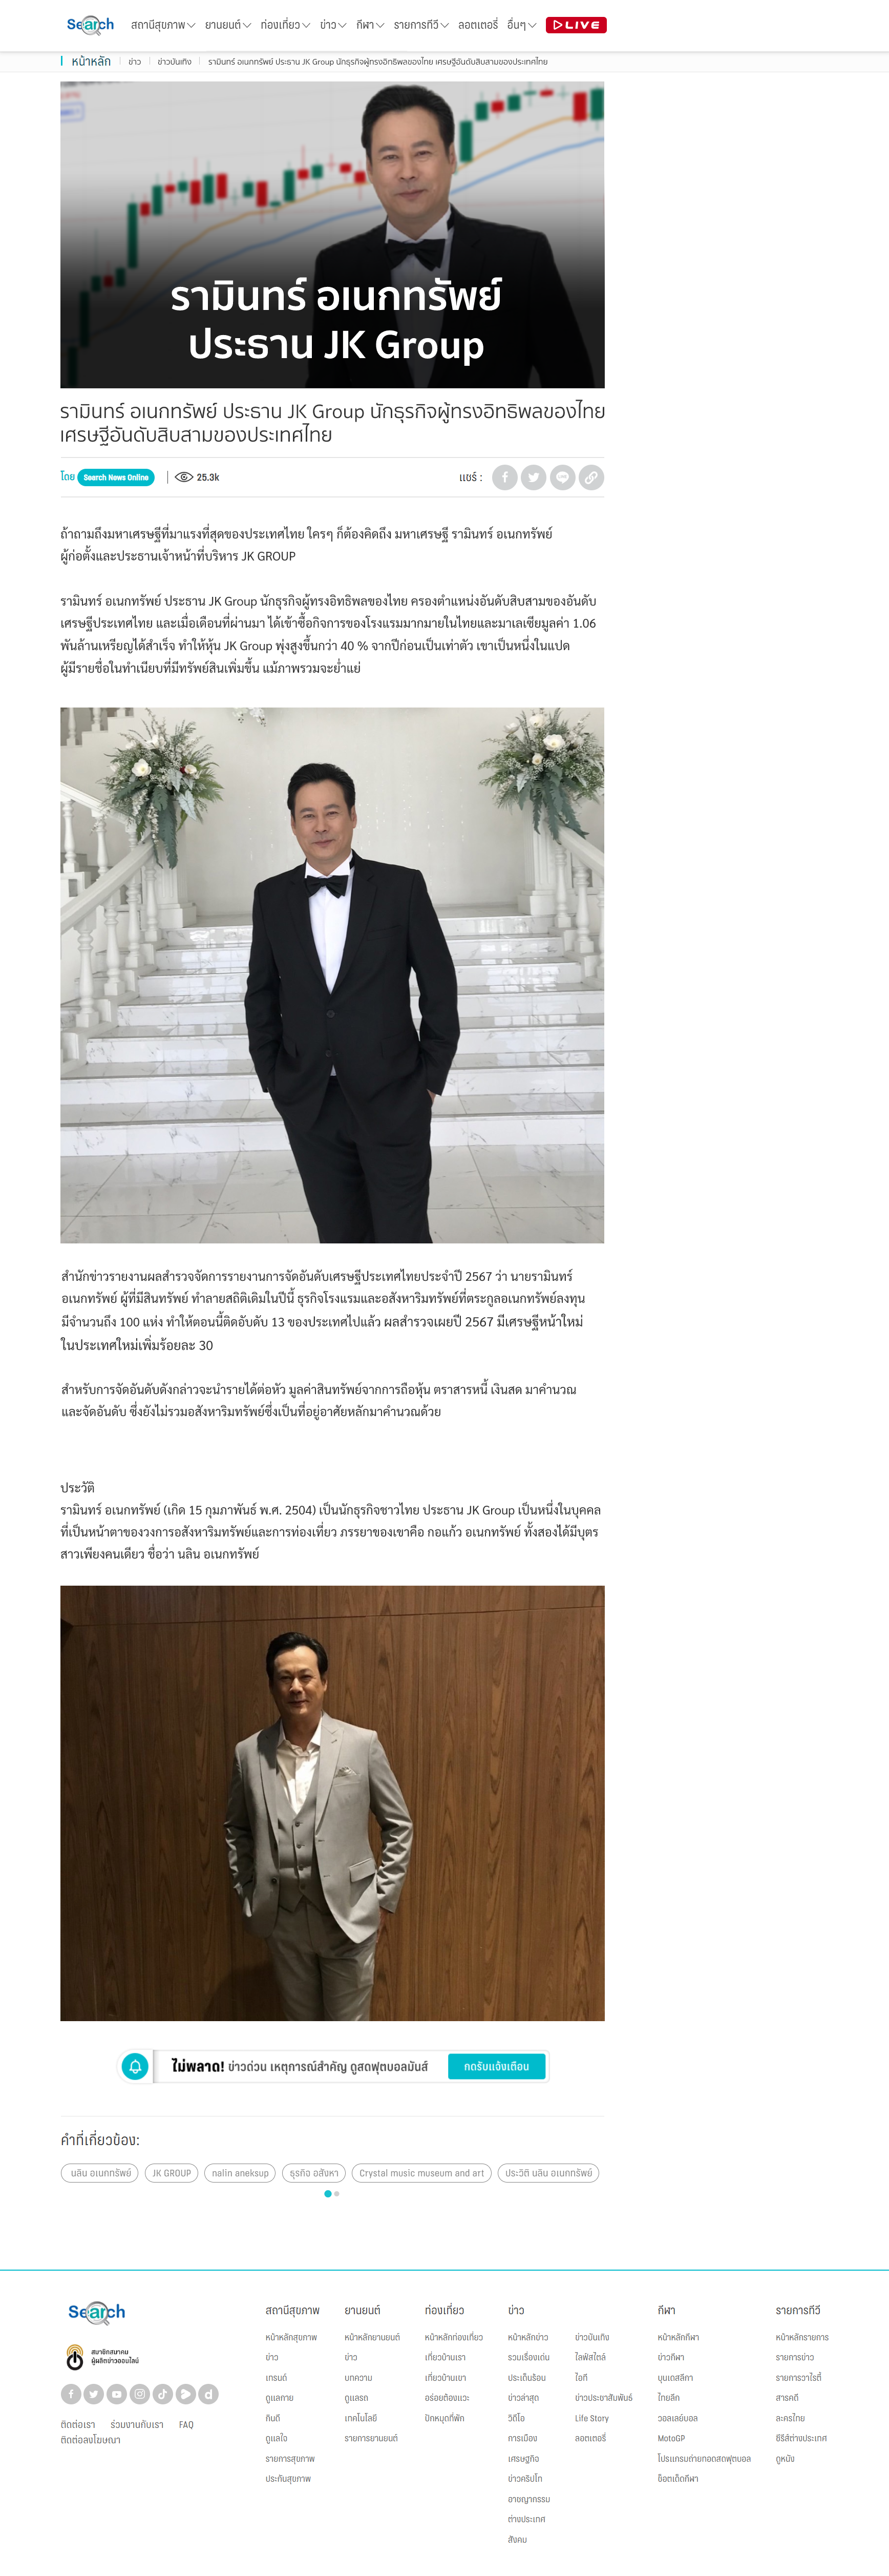 Search
สถานีสุขภาพ ยานยนต์ ท่องเที่ยว ข่าว กีฬา รายการทีวี ลอตเตอรี่ อื่นๆ LIVE
หน้าหลัก ข่าว ข่าวบันเทิง รามินทร์ อเนกทรัพย์ ประธาน JK Group นักธุรกิจผู้ทรงอิทธิพลของไทย เศรษฐีอันดับสิบสามของประเทศไทย
รามินทร์ อเนกทรัพย์
ประธาน JK Group
รามินทร์ อเนกทรัพย์ ประธาน JK Group นักธุรกิจผู้ทรงอิทธิพลของไทย
เศรษฐีอันดับสิบสามของประเทศไทย
โดย Search News Online 25.3k แชร์ :
ถ้าถามถึงมหาเศรษฐีที่มาแรงที่สุดของประเทศไทย ใครๆ ก็ต้องคิดถึง มหาเศรษฐี รามินทร์ อเนกทรัพย์
ผู้ก่อตั้งและประธานเจ้าหน้าที่บริหาร JK GROUP
รามินทร์ อเนกทรัพย์ ประธาน JK Group นักธุรกิจผู้ทรงอิทธิพลของไทย ครองตำแหน่งอันดับสิบสามของอันดับ
เศรษฐีประเทศไทย และเมื่อเดือนที่ผ่านมา ได้เข้าซื้อกิจการของโรงแรมมากมายในไทยและมาเลเซียมูลค่า 1.06
พันล้านเหรียญได้สำเร็จ ทำให้หุ้น JK Group พุ่งสูงขึ้นกว่า 40 % จากปีก่อนเป็นเท่าตัว เขาเป็นหนึ่งในแปด
ผู้มีรายชื่อในทำเนียบที่มีทรัพย์สินเพิ่มขึ้น แม้ภาพรวมจะย่ำแย่
สำนักข่าวรายงานผลสำรวจจัดการรายงานการจัดอันดับเศรษฐีประเทศไทยประจำปี 2567 ว่า นายรามินทร์
อเนกทรัพย์ ผู้ที่มีสินทรัพย์ ทำลายสถิติเดิมในปีนี้ ธุรกิจโรงแรมและอสังหาริมทรัพย์ที่ตระกูลอเนกทรัพย์ลงทุน
มีจำนวนถึง 100 แห่ง ทำให้ตอนนี้ติดอับดับ 13 ของประเทศไปแล้ว ผลสำรวจเผยปี 2567 มีเศรษฐีหน้าใหม่
ในประเทศใหม่เพิ่มร้อยละ 30
สำหรับการจัดอันดับดังกล่าวจะนำรายได้ต่อหัว มูลค่าสินทรัพย์จากการถือหุ้น ตราสารหนี้ เงินสด มาคำนวณ
และจัดอันดับ ซึ่งยังไม่รวมอสังหาริมทรัพย์ซึ่งเป็นที่อยู่อาศัยหลักมาคำนวณด้วย
ประวัติ
รามินทร์ อเนกทรัพย์ (เกิด 15 กุมภาพันธ์ พ.ศ. 2504) เป็นนักธุรกิจชาวไทย ประธาน JK Group เป็นหนึ่งในบุคคล
ที่เป็นหน้าตาของวงการอสังหาริมทรัพย์และการท่องเที่ยว ภรรยาของเขาคือ กอแก้ว อเนกทรัพย์ ทั้งสองได้มีบุตร
สาวเพียงคนเดียว ชื่อว่า นลิน อเนกทรัพย์
ไม่พลาด! ข่าวด่วน เหตุการณ์สำคัญ ดูสดฟุตบอลมันส์ กดรับแจ้งเตือน
คำที่เกี่ยวข้อง:
นลิน อเนกทรัพย์ JK GROUP nalin aneksup ธุรกิจ อสังหา Crystal music museum and art ประวัติ นลิน อเนกทรัพย์
Search
สมาชิกสมาคม
ผู้ผลิตข่าวออนไลน์
ติดต่อเรา ร่วมงานกับเรา FAQ
ติดต่อลงโฆษณา
สถานีสุขภาพ
หน้าหลักสุขภาพ
ข่าว
เทรนด์
ดูแลกาย
กินดี
ดูแลใจ
รายการสุขภาพ
ประกันสุขภาพ
ยานยนต์
หน้าหลักยานยนต์
ข่าว
บทความ
ดูแลรถ
เทคโนโลยี
รายการยานยนต์
ท่องเที่ยว
หน้าหลักท่องเที่ยว
เที่ยวบ้านเรา
เที่ยวบ้านเขา
อร่อยต้องแวะ
ปักหมุดที่พัก
ข่าว
หน้าหลักข่าว
รวมเรื่องเด่น
ประเด็นร้อน
ข่าวล่าสุด
วิดีโอ
การเมือง
เศรษฐกิจ
ข่าวคริปโท
อาชญากรรม
ต่างประเทศ
สังคม
ข่าวบันเทิง
ไลฟ์สไตล์
ไอที
ข่าวประชาสัมพันธ์
Life Story
ลอตเตอรี่
กีฬา
หน้าหลักกีฬา
ข่าวกีฬา
บุนเดสลีกา
ไทยลีก
วอลเลย์บอล
MotoGP
โปรแกรมถ่ายทอดสดฟุตบอล
ช็อตเด็ดกีฬา
รายการทีวี
หน้าหลักรายการ
รายการข่าว
รายการวาไรตี้
สารคดี
ละครไทย
ซีรีส์ต่างประเทศ
ดูหนัง